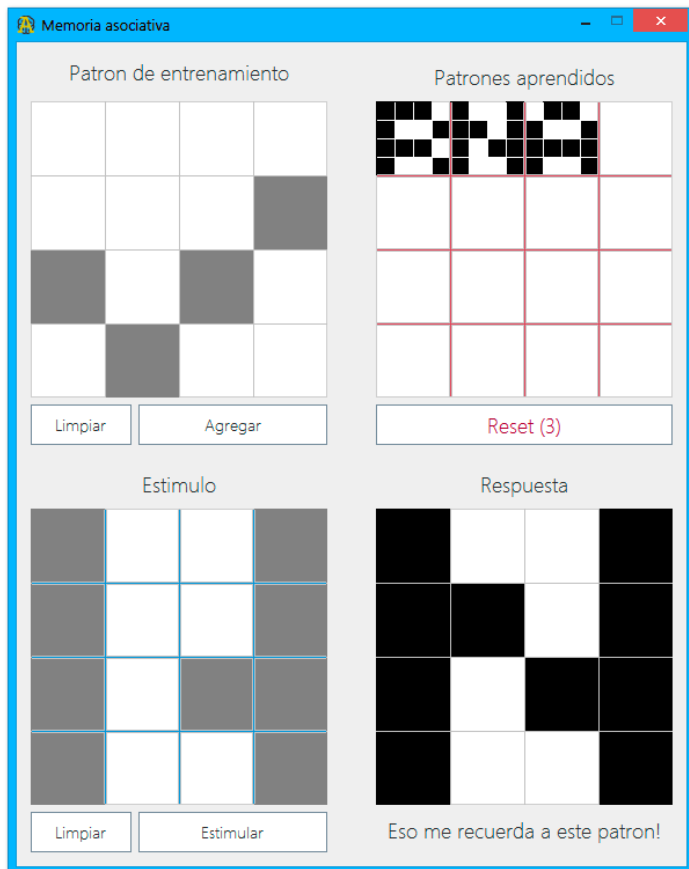 Memoria asociativa
Patron de entrenamiento
Patrones aprendidos
RNA
Limpiar
Agregar
Reset (3)
Estimulo
Respuesta
N
Limpiar
Estimular
Eso me recuerda a este patron!